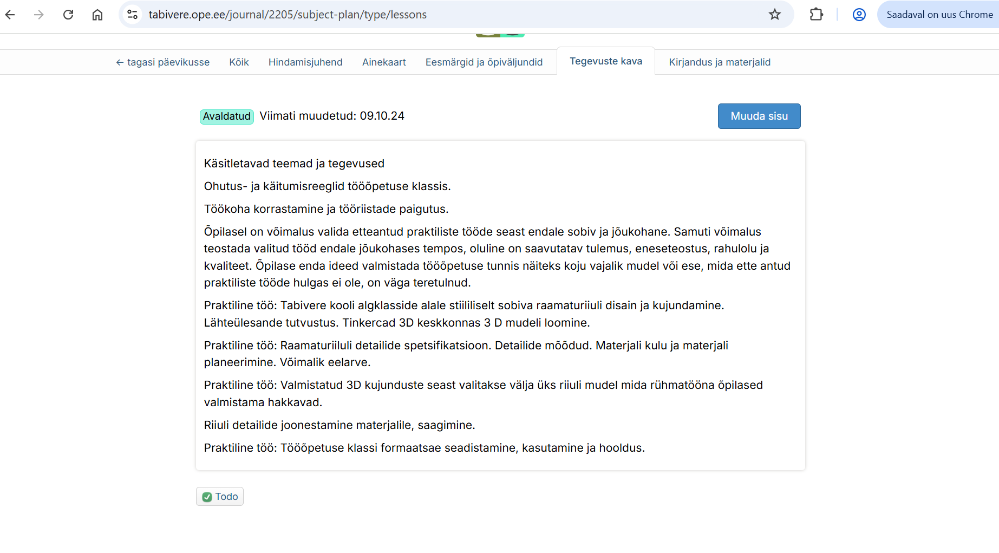 tabivere.ope.ee/journal/2205/subject-plan/type/lessons
Saadaval on uus Chrome
← tagasi päevikusse Kõik Hindamisjuhend Ainekaart Eesmärgid ja õpiväljundid Tegevuste kava Kirjandus ja materjalid
Avaldatud Viimati muudetud: 09.10.24 Muuda sisu
Käsitletavad teemad ja tegevused
Ohutus- ja käitumisreeglid tööõpetuse klassis.
Töökoha korrastamine ja tööriistade paigutus.
Õpilasel on võimalus valida etteantud praktiliste tööde seast endale sobiv ja jõukohane. Samuti võimalus
teostada valitud tööd endale jõukohases tempos, oluline on saavutatav tulemus, eneseteostus, rahulolu ja
kvaliteet. Õpilase enda ideed valmistada tööõpetuse tunnis näiteks koju vajalik mudel või ese, mida ette antud
praktiliste tööde hulgas ei ole, on väga teretulnud.
Praktiline töö: Tabivere kooli algklasside alale stiililiselt sobiva raamaturiiuli disain ja kujundamine.
Lähteülesande tutvustus. Tinkercad 3D keskkonnas 3 D mudeli loomine.
Praktiline töö: Raamaturiiluli detailide spetsifikatsioon. Detailide mõõdud. Materjali kulu ja materjali
planeerimine. Võimalik eelarve.
Praktiline töö: Valmistatud 3D kujunduste seast valitakse välja üks riiuli mudel mida rühmatööna õpilased
valmistama hakkavad.
Riiuli detailide joonestamine materjalile, saagimine.
Praktiline töö: Tööõpetuse klassi formaatsae seadistamine, kasutamine ja hooldus.
Todo